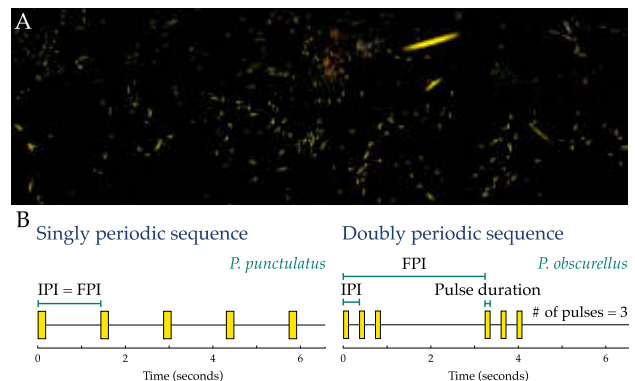 A
B
Singly periodic sequence
P. punctulatus
IPI = FPI
0 2 4 6
Time (seconds)
Doubly periodic sequence
FPI
P. obscurellus
IPI
Pulse duration
# of pulses = 3
0 2 4 6
Time (seconds)